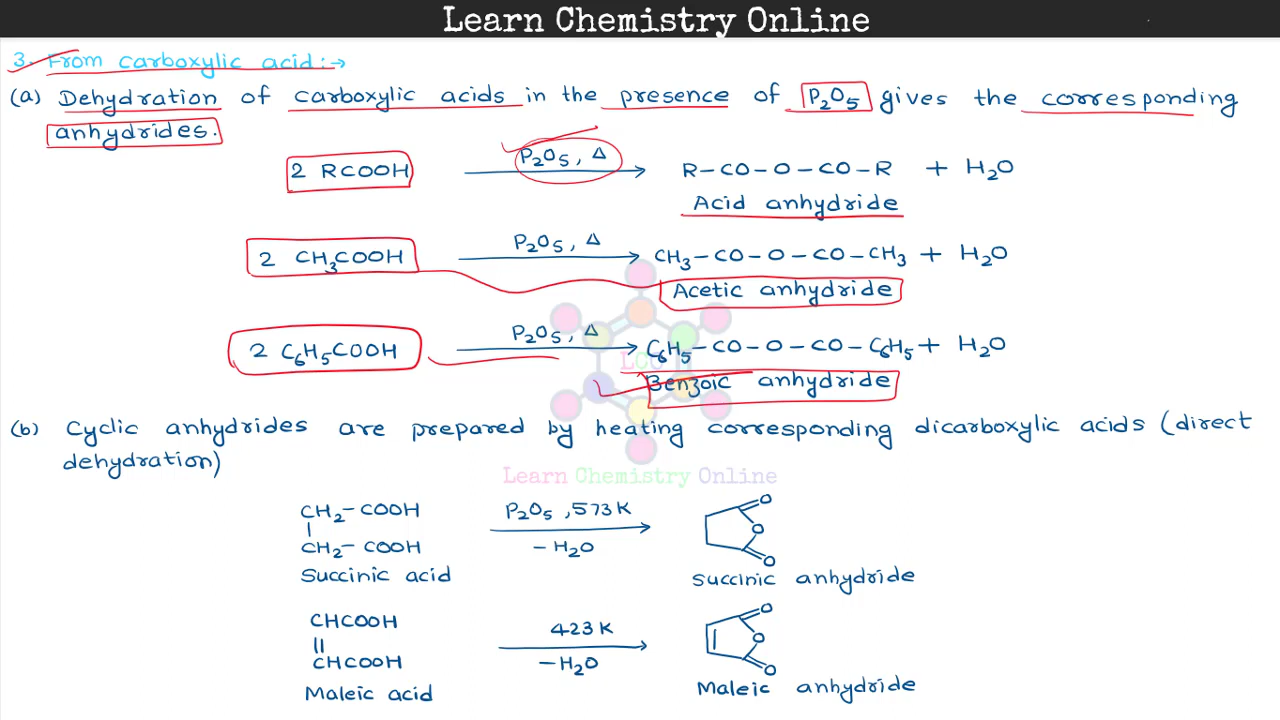 Learn Chemistry Online
3. From carboxylic acid:→
(a) Dehydration of carboxylic acids in the presence of P₂O₅ gives the corresponding
anhydrides.
2 RCOOH P₂O₅, Δ → R–CO–O–CO–R + H₂O
Acid anhydride
2 CH₃COOH P₂O₅, Δ → CH₃–CO–O–CO–CH₃ + H₂O
Acetic anhydride
2 C₆H₅COOH P₂O₅, Δ → C₆H₅–CO–O–CO–C₆H₅ + H₂O
LCO
Benzoic anhydride
(b) Cyclic anhydrides are prepared by heating corresponding dicarboxylic acids (direct
dehydration)
Learn Chemistry Online
CH₂–COOH P₂O₅, 573K O
| → O
CH₂–COOH –H₂O O
Succinic acid Succinic anhydride
CHCOOH 423K O
|| → O
CHCOOH –H₂O O
Maleic acid Maleic anhydride